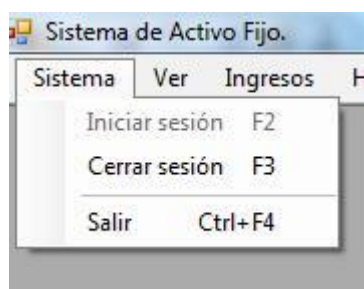 Sistema de Activo Fijo.
Sistema Ver Ingresos
Iniciar sesión F2
Cerrar sesión F3
Salir Ctrl+F4